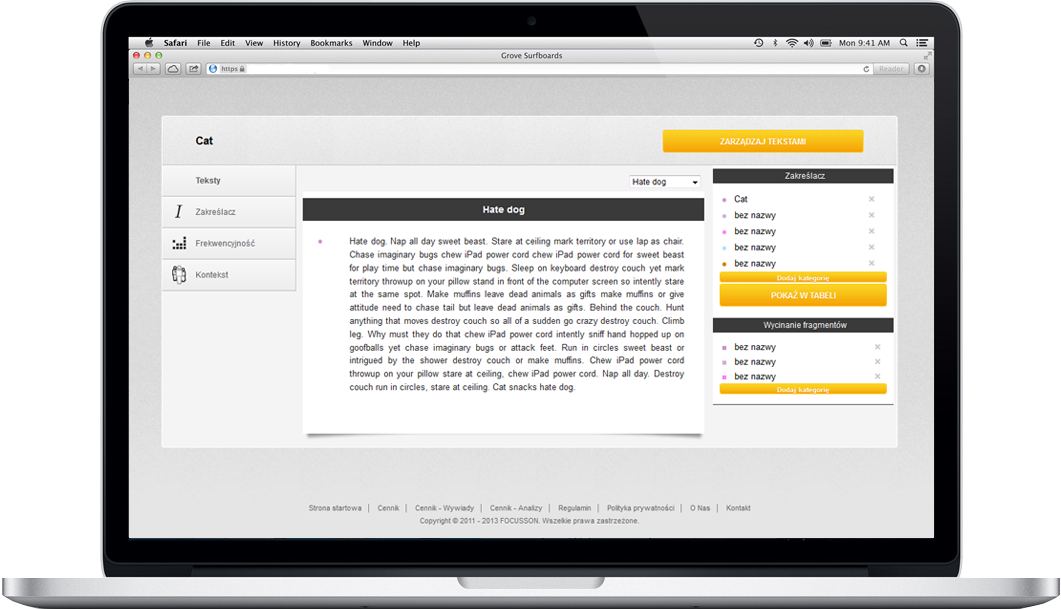 Safari File Edit View History Bookmarks Window Help Mon 9:41 AM
Grove Surfboards
https Reader
Cat ZARZĄDZAJ TEKSTAMI
Teksty
Zakreślacz
Frekwencyjność
Kontekst
Hate dog
Hate dog
Hate dog. Nap all day sweet beast. Stare at ceiling mark territory or use lap as chair.
Chase imaginary bugs chew iPad power cord chew iPad power cord for sweet beast
for play time but chase imaginary bugs. Sleep on keyboard destroy couch yet mark
territory throwup on your pillow stand in front of the computer screen so intently stare
at the same spot. Make muffins leave dead animals as gifts make muffins or give
attitude need to chase tail but leave dead animals as gifts. Behind the couch. Hunt
anything that moves destroy couch so all of a sudden go crazy destroy couch. Climb
leg. Why must they do that chew iPad power cord intently sniff hand hopped up on
goofballs yet chase imaginary bugs or attack feet. Run in circles sweet beast or
intrigued by the shower destroy couch or make muffins. Chew iPad power cord
throwup on your pillow stare at ceiling, chew iPad power cord. Nap all day. Destroy
couch run in circles, stare at ceiling. Cat snacks hate dog.
Zakreślacz
Cat
bez nazwy
bez nazwy
bez nazwy
bez nazwy
Dodaj kategorię
POKAŻ W TABELI
Wycinanie fragmentów
bez nazwy
bez nazwy
bez nazwy
Dodaj kategorię
Strona startowa | Cennik | Cennik - Wywiady | Cennik - Analizy | Regulamin | Polityka prywatności | O Nas | Kontakt
Copyright © 2011 - 2013 FOCUSSON. Wszelkie prawa zastrzeżone.